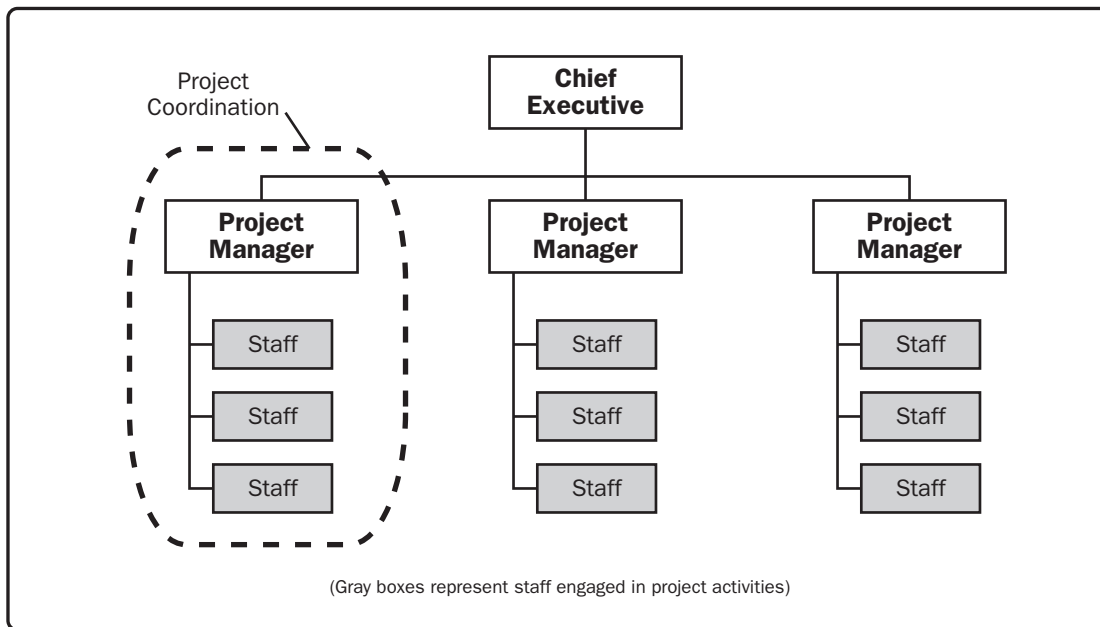 Project
Coordination
Chief
Executive
Project
Manager
Project
Manager
Project
Manager
Staff
Staff
Staff
Staff
Staff
Staff
Staff
Staff
Staff
(Gray boxes represent staff engaged in project activities)